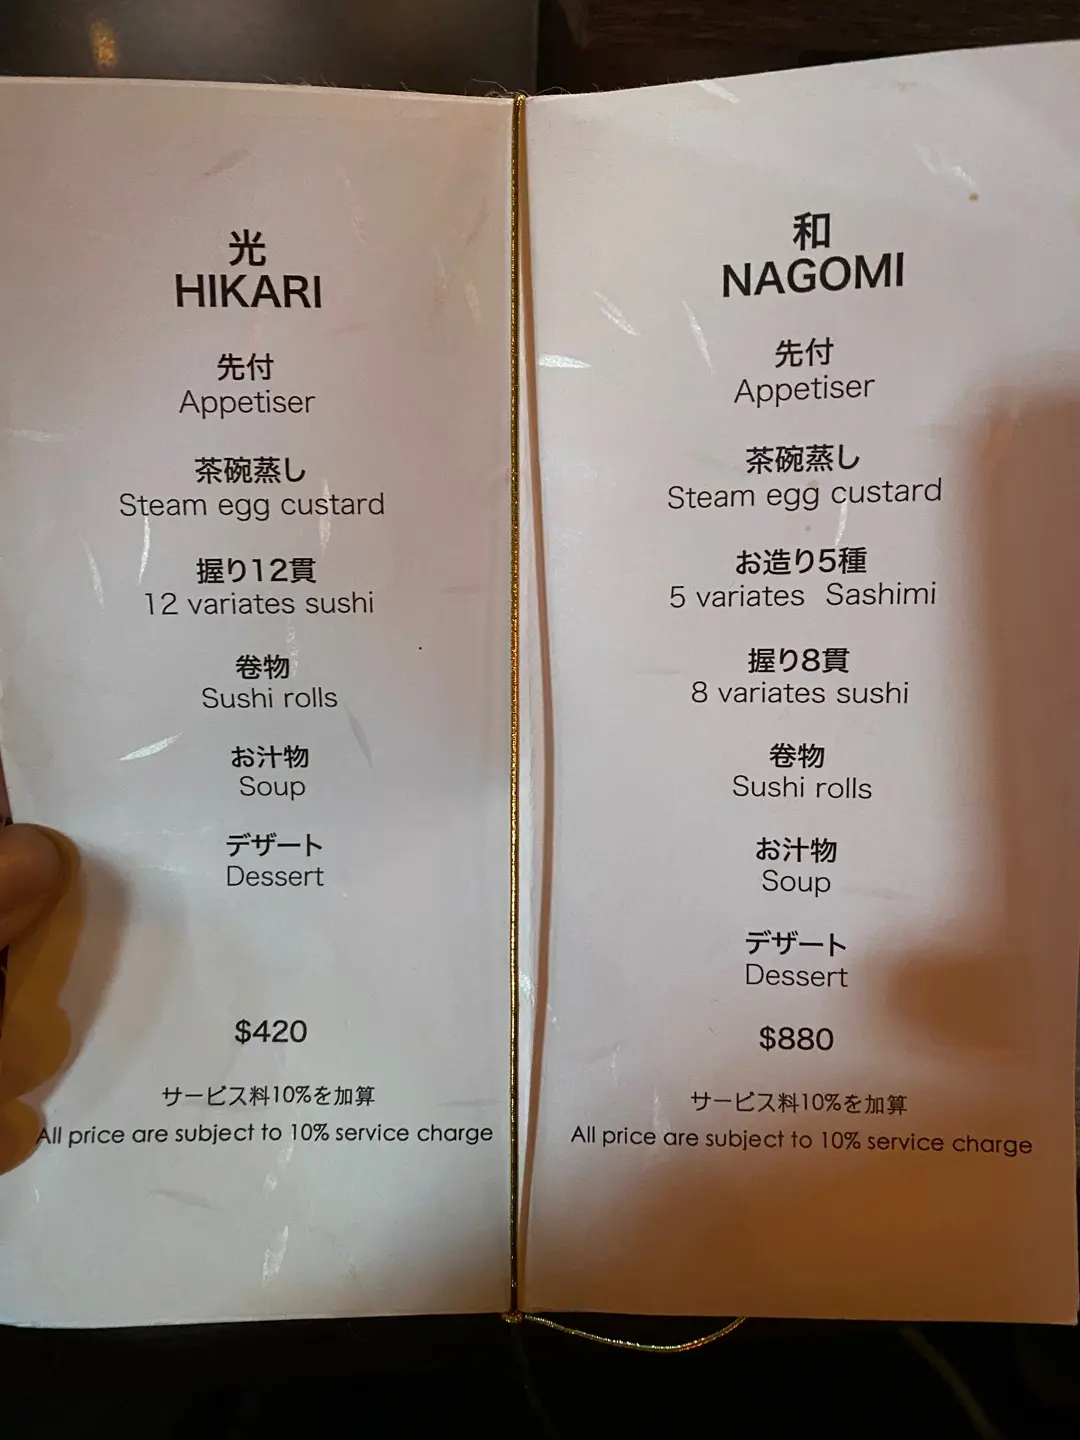 光
HIKARI
先付
Appetiser
茶碗蒸し
Steam egg custard
握り12貫
12 variates sushi
巻物
Sushi rolls
お汁物
Soup
デザート
Dessert
$420
サービス料10%を加算
All price are subject to 10% service charge
和
NAGOMI
先付
Appetiser
茶碗蒸し
Steam egg custard
お造り5種
5 variates Sashimi
握り8貫
8 variates sushi
巻物
Sushi rolls
お汁物
Soup
デザート
Dessert
$880
サービス料10%を加算
All price are subject to 10% service charge